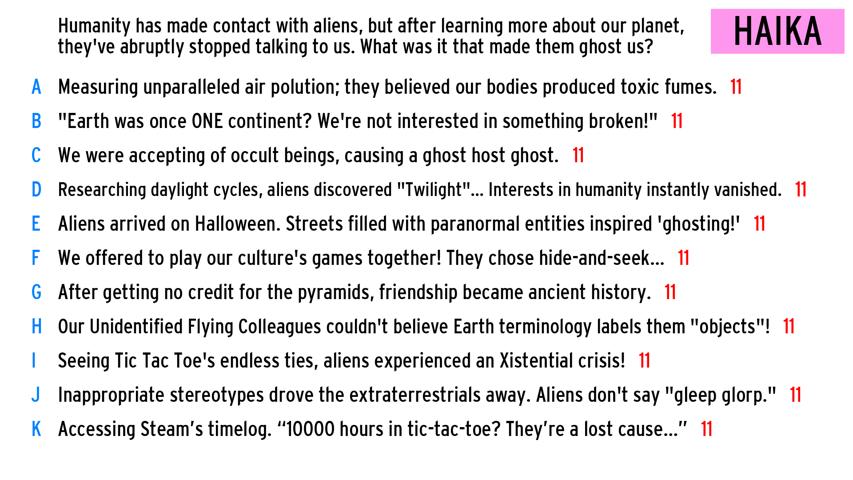 Humanity has made contact with aliens, but after learning more about our planet,
they've abruptly stopped talking to us. What was it that made them ghost us?
HAIKA
A Measuring unparalleled air polution; they believed our bodies produced toxic fumes. 11
B "Earth was once ONE continent? We're not interested in something broken!" 11
C We were accepting of occult beings, causing a ghost host ghost. 11
D Researching daylight cycles, aliens discovered "Twilight"... Interests in humanity instantly vanished. 11
E Aliens arrived on Halloween. Streets filled with paranormal entities inspired 'ghosting!' 11
F We offered to play our culture's games together! They chose hide-and-seek... 11
G After getting no credit for the pyramids, friendship became ancient history. 11
H Our Unidentified Flying Colleagues couldn't believe Earth terminology labels them "objects"! 11
I Seeing Tic Tac Toe's endless ties, aliens experienced an Xistential crisis! 11
J Inappropriate stereotypes drove the extraterrestrials away. Aliens don't say "gleep glorp." 11
K Accessing Steam’s timelog. “10000 hours in tic-tac-toe? They’re a lost cause...” 11